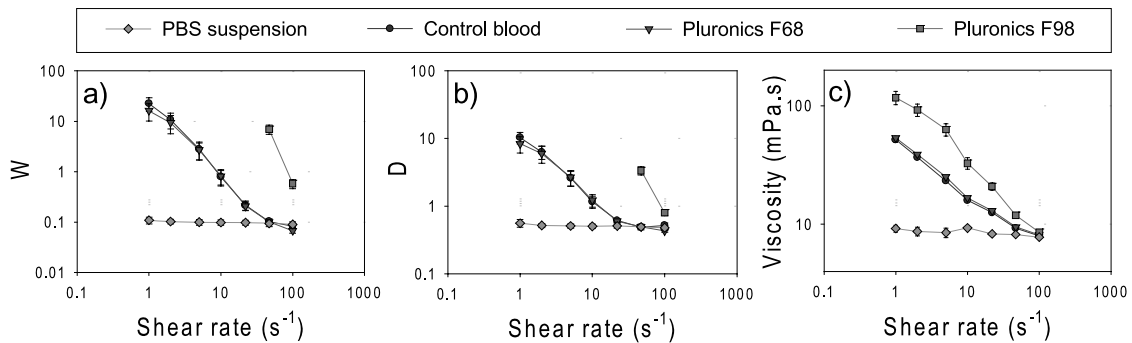 PBS suspension Control blood Pluronics F68 Pluronics F98
a)
100
10
1
0.1
0.01
W
0.1 1 10 100 1000
Shear rate (s⁻¹)
b)
100
10
1
0.1
D
0.1 1 10 100 1000
Shear rate (s⁻¹)
c)
100
10
Viscosity (mPa.s)
0.1 1 10 100 1000
Shear rate (s⁻¹)